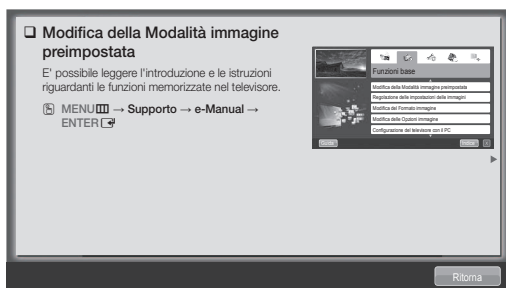 ❑ Modifica della Modalità immagine
preimpostata
E' possibile leggere l'introduzione e le istruzioni
riguardanti le funzioni memorizzate nel televisore.
MENU → Supporto → e-Manual →
ENTER
Funzioni base
Modifica della Modalità immagine preimpostata
Regolazione delle impostazioni delle immagini
Modifica del Formato immagine
Modifica delle Opzioni immagine
Configurazione del televisore con il PC
Guida
Indice
Ritorna